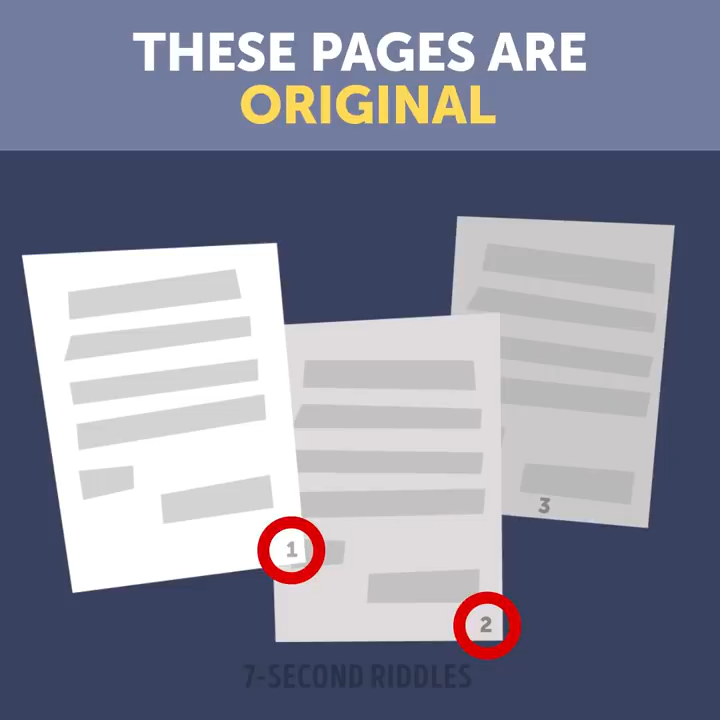 THESE PAGES ARE
ORIGINAL
3
1
2
7-SECOND RIDDLES